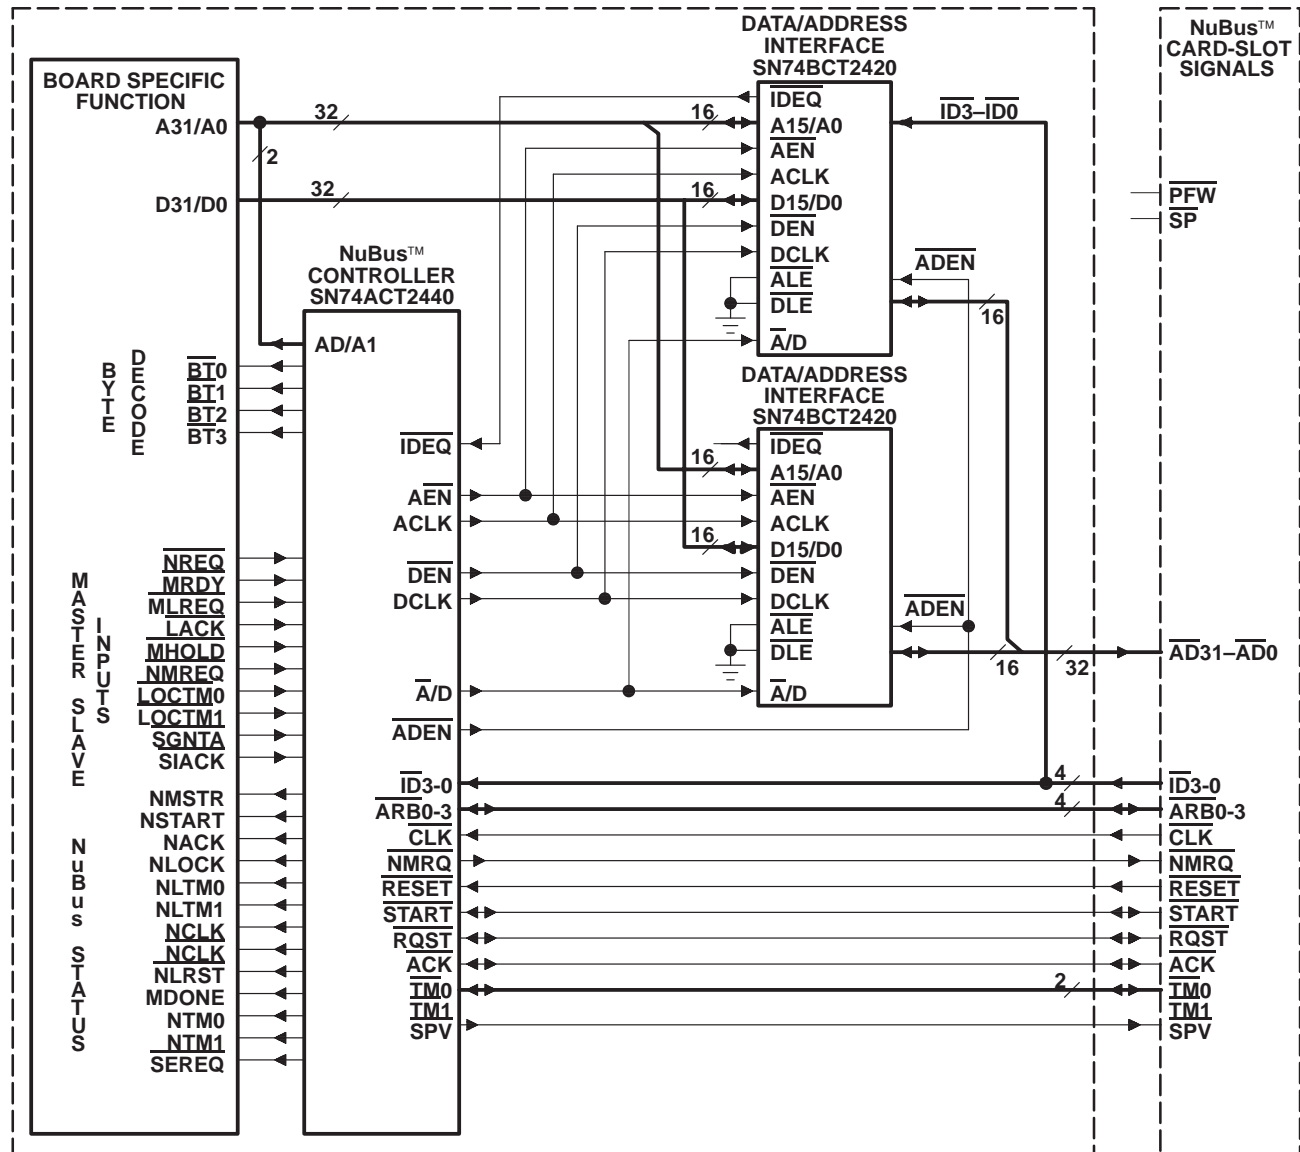 DATA/ADDRESS
INTERFACE
SN74BCT2420
NuBus™
CARD-SLOT
SIGNALS
BOARD SPECIFIC
FUNCTION
A31/A0
32
2
D31/D0
32
16
16
IDEQ
A15/A0
AEN
ACLK
D15/D0
DEN
DCLK
ALE
DLE
A/D
ID3–ID0
ADEN
16
PFW
SP
NuBus™
CONTROLLER
SN74ACT2440
AD/A1
BYTE
DECODE
BT0
BT1
BT2
BT3
IDEQ
AEN
ACLK
DEN
DCLK
A/D
ADEN
DATA/ADDRESS
INTERFACE
SN74BCT2420
16
16
IDEQ
A15/A0
AEN
ACLK
D15/D0
DEN
DCLK
ALE
DLE
A/D
ADEN
16
32
AD31–AD0
MASTER SLAVE
INPUTS
NREQ
MRDY
MLREQ
LACK
MHOLD
NMREQ
LOCTM0
LOCTM1
SGNTA
SIACK
NuBus STATUS
NMSTR
NSTART
NACK
NLOCK
NLTM0
NLTM1
NCLK
NCLK
NLRST
MDONE
NTM0
NTM1
SEREQ
ID3-0
ARB0-3
CLK
NMRQ
RESET
START
RQST
ACK
TM0
TM1
SPV
4
4
2
ID3-0
ARB0-3
CLK
NMRQ
RESET
START
RQST
ACK
TM0
TM1
SPV